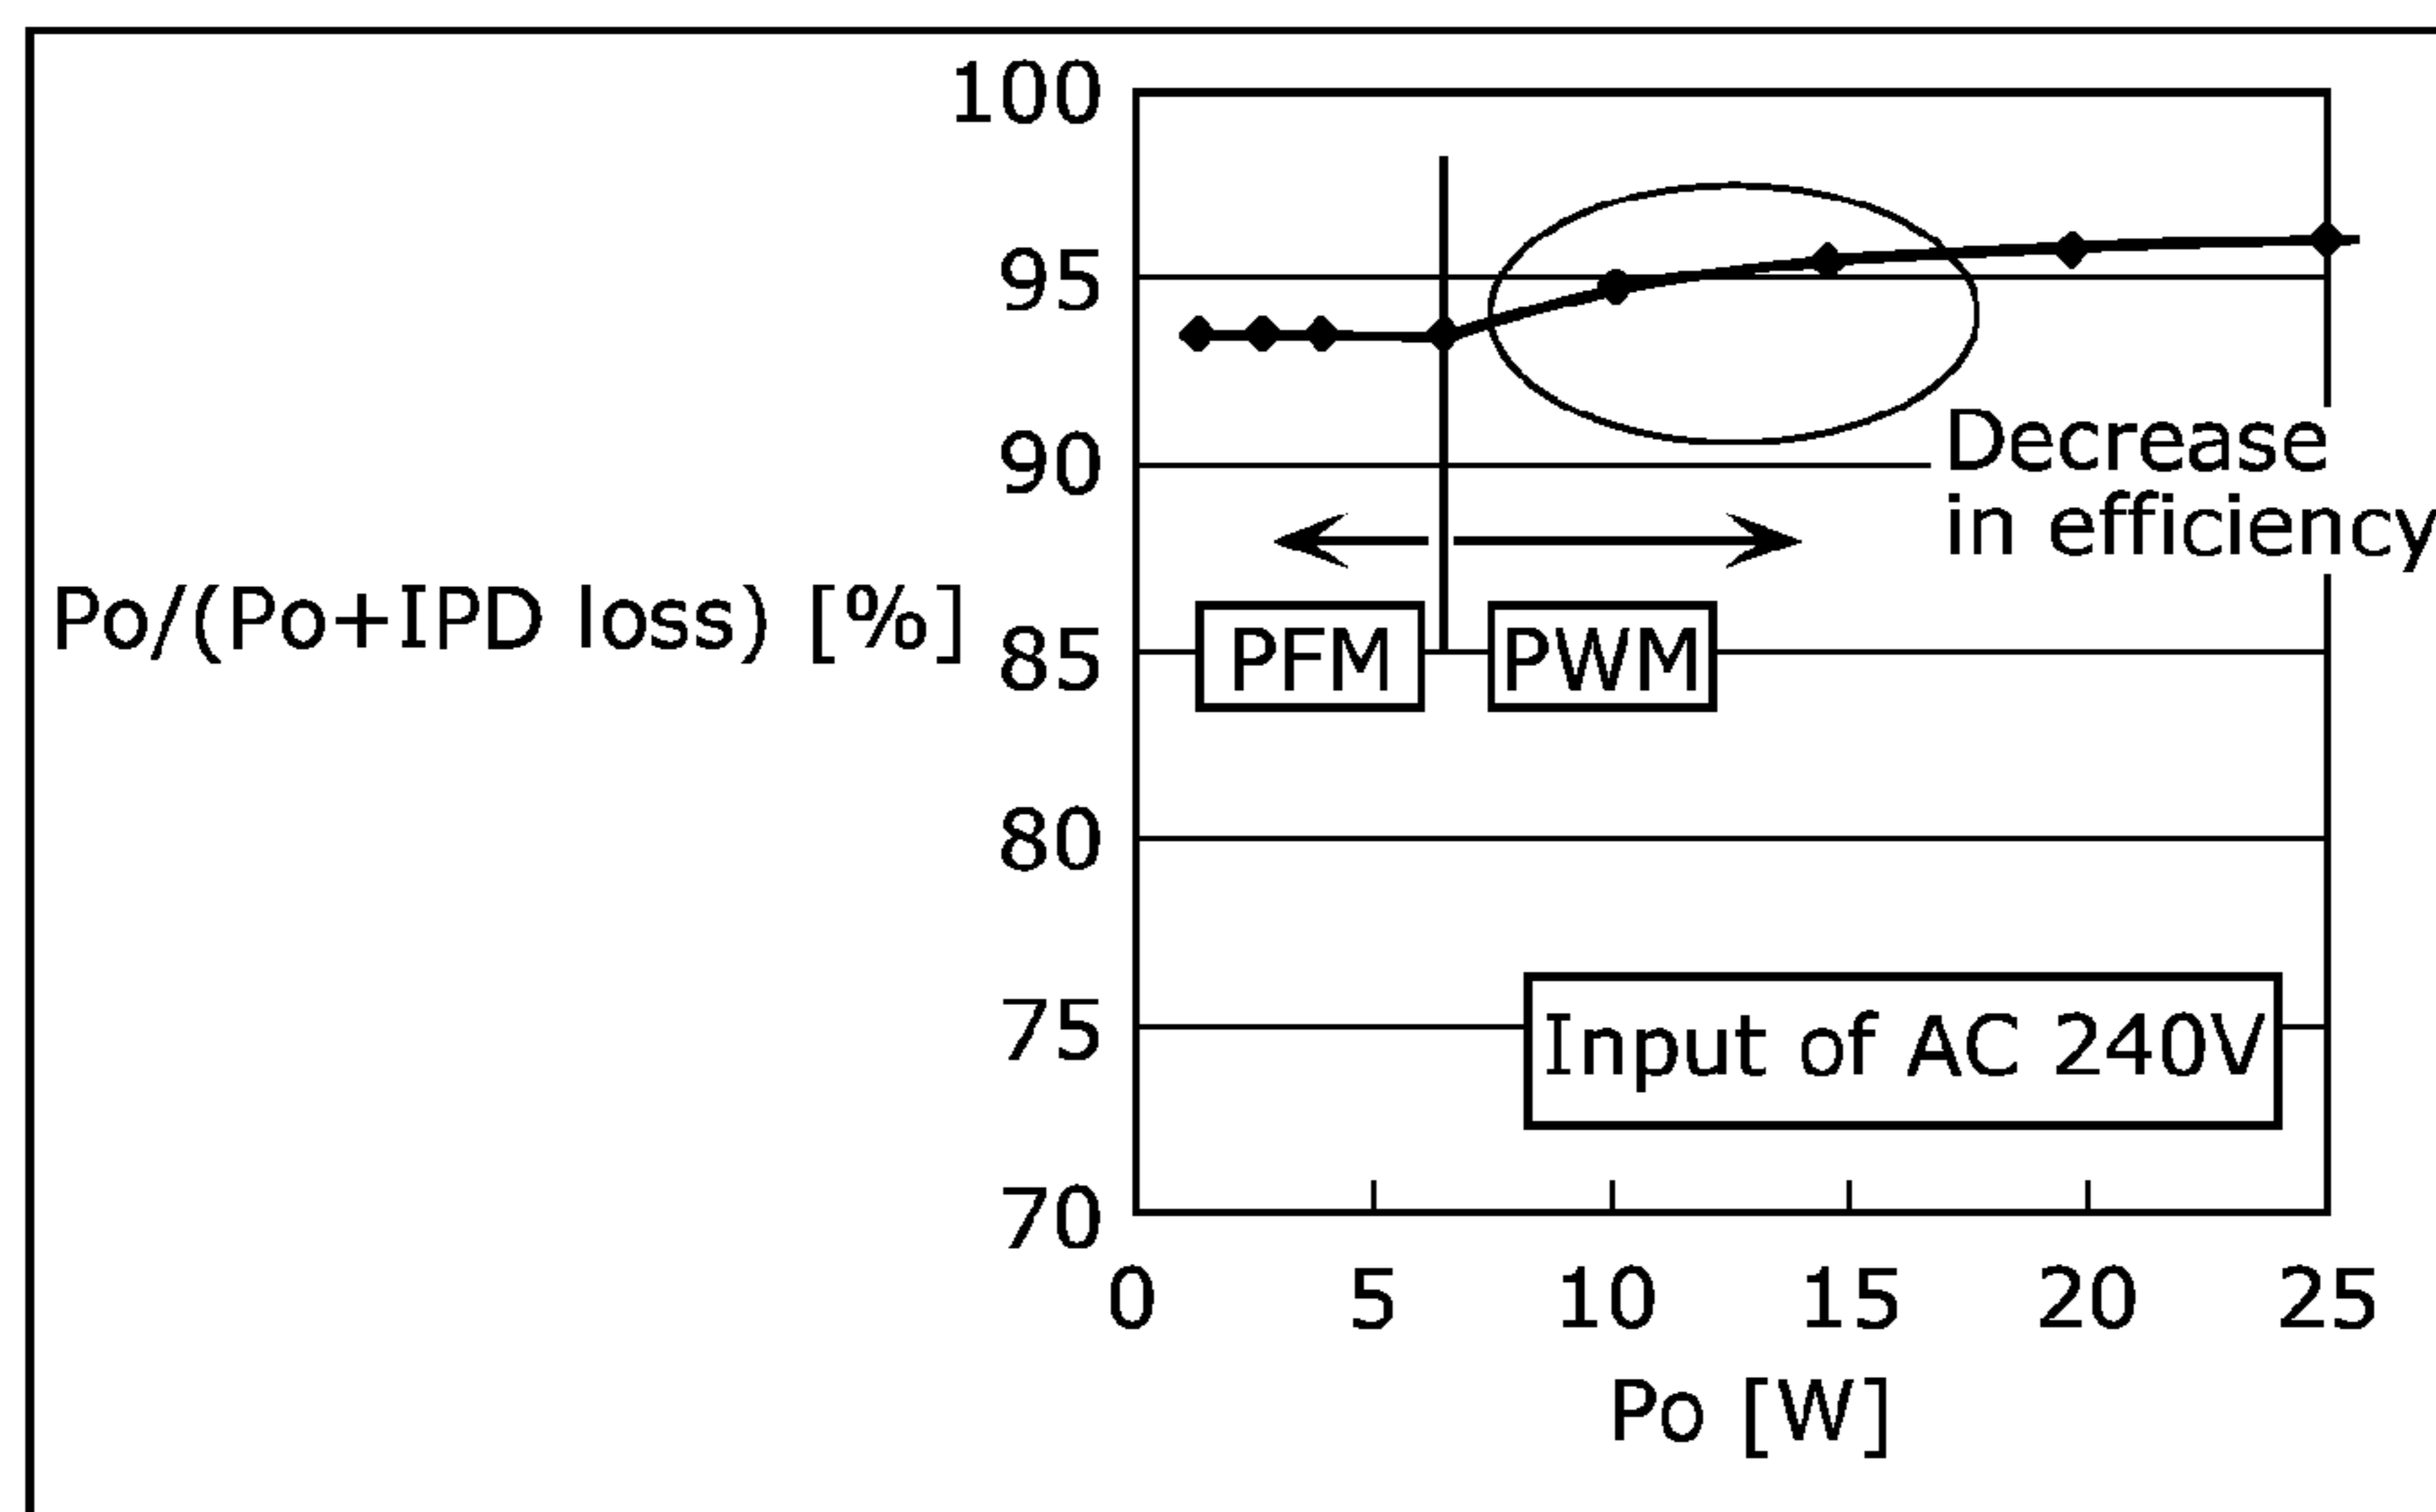 100
95
90
Decrease
in efficiency
Po/(Po+IPD loss) [%]
85
PFM
PWM
80
75
Input of AC 240V
70
0 5 10 15 20 25
Po [W]